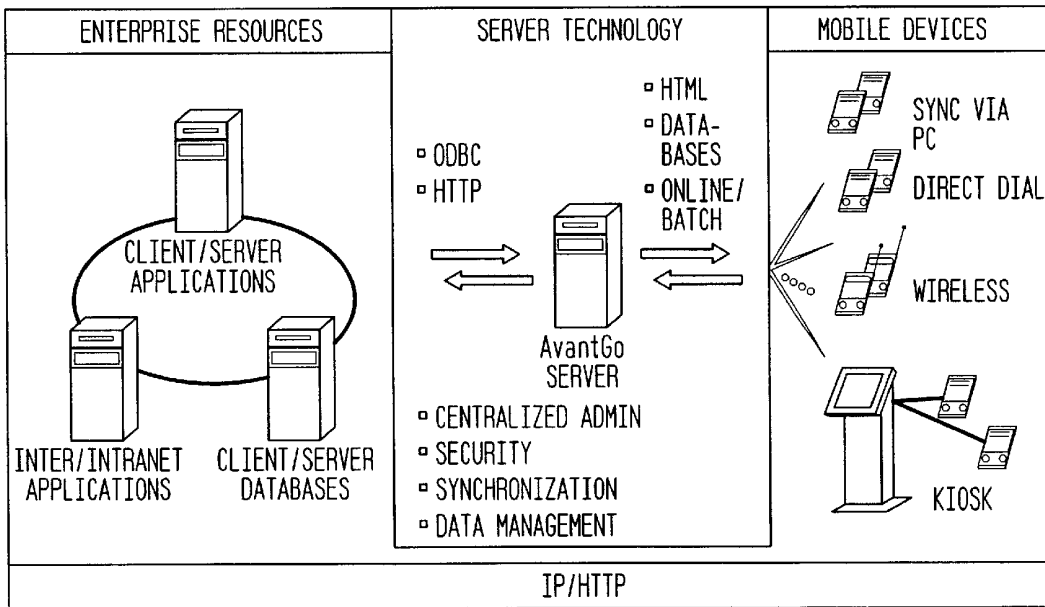 ENTERPRISE RESOURCES
SERVER TECHNOLOGY
MOBILE DEVICES
CLIENT/SERVER
APPLICATIONS
INTER/INTRANET
APPLICATIONS
CLIENT/SERVER
DATABASES
ODBC
HTTP
HTML
DATA-
BASES
ONLINE/
BATCH
AvantGo
SERVER
CENTRALIZED ADMIN
SECURITY
SYNCHRONIZATION
DATA MANAGEMENT
SYNC VIA
PC
DIRECT DIAL
WIRELESS
KIOSK
IP/HTTP